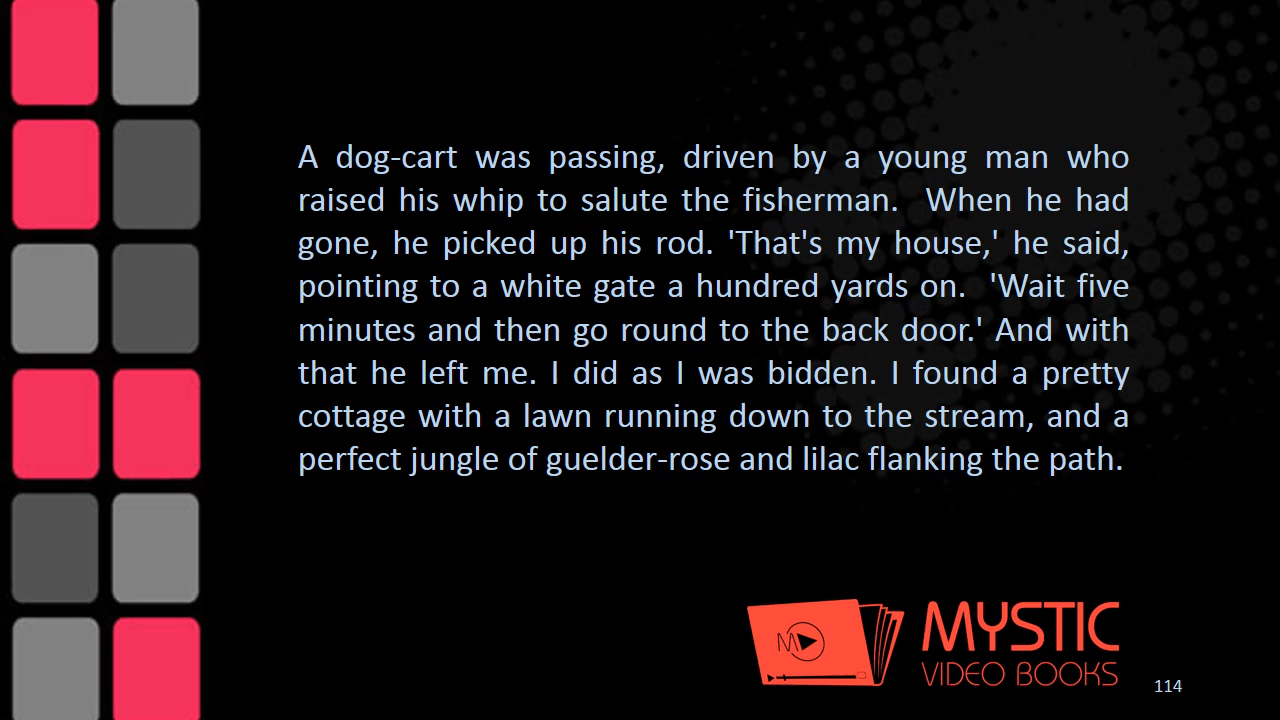 A dog-cart was passing, driven by a young man who
raised his whip to salute the fisherman.  When he had
gone, he picked up his rod. 'That's my house,' he said,
pointing to a white gate a hundred yards on.  'Wait five
minutes and then go round to the back door.' And with
that he left me. I did as I was bidden. I found a pretty
cottage with a lawn running down to the stream, and a
perfect jungle of guelder-rose and lilac flanking the path.
M
MYSTIC
VIDEO BOOKS
114